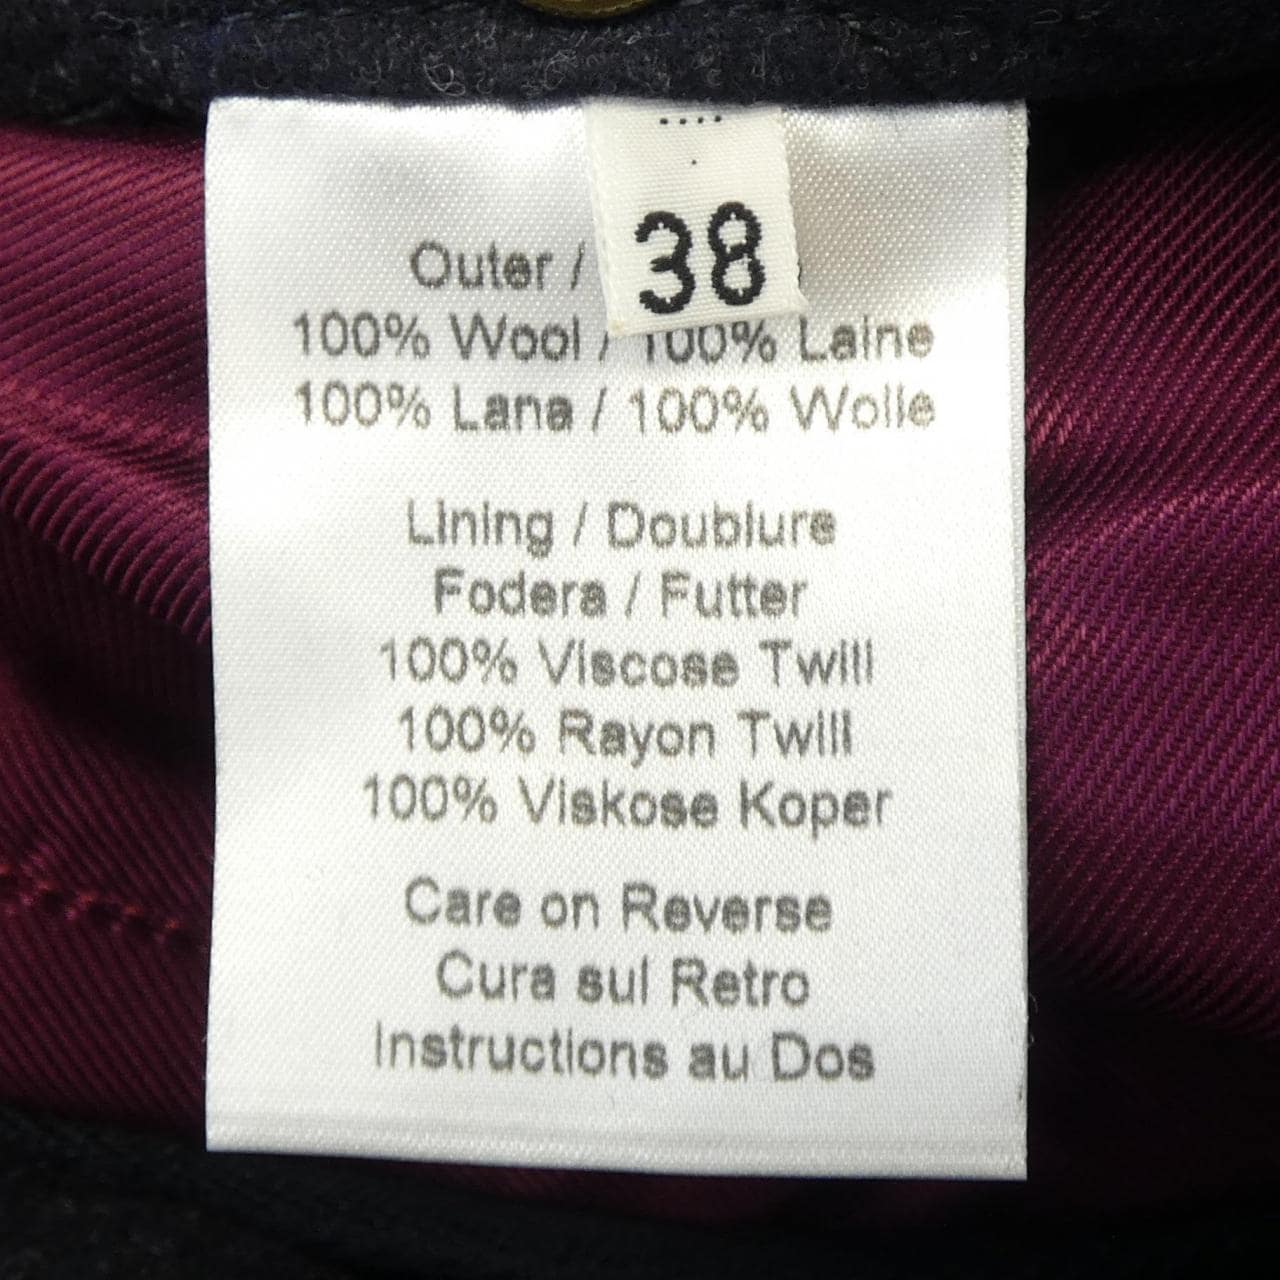 38
Outer /
100% Wool / 100% Laine
100% Lana / 100% Wolle
Lining / Doublure
Fodera / Futter
100% Viscose Twill
100% Rayon Twill
100% Viskose Koper
Care on Reverse
Cura sul Retro
Instructions au Dos